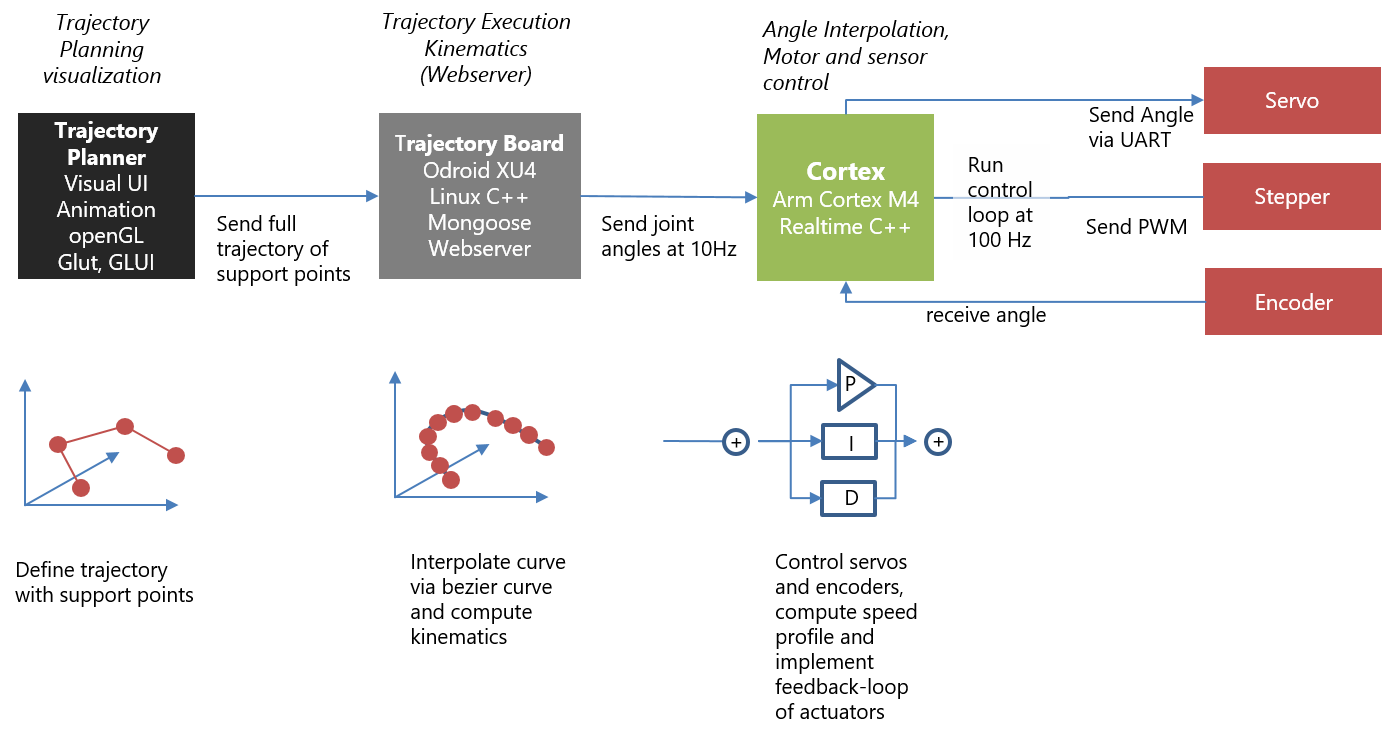 Trajectory
Planning
visualization
Trajectory Execution
Kinematics
(Webserver)
Angle Interpolation,
Motor and sensor
control
Trajectory
Planner
Visual UI
Animation
openGL
Glut, GLUI
Send full
trajectory of
support points
Trajectory Board
Odroid XU4
Linux C++
Mongoose
Webserver
Send joint
angles at 10Hz
Cortex
Arm Cortex M4
Realtime C++
Run
control
loop at
100 Hz
Send Angle
via UART
Send PWM
receive angle
Servo
Stepper
Encoder
P
+
I
+
D
Define trajectory
with support points
Interpolate curve
via bezier curve
and compute
kinematics
Control servos
and encoders,
compute speed
profile and
implement
feedback-loop
of actuators